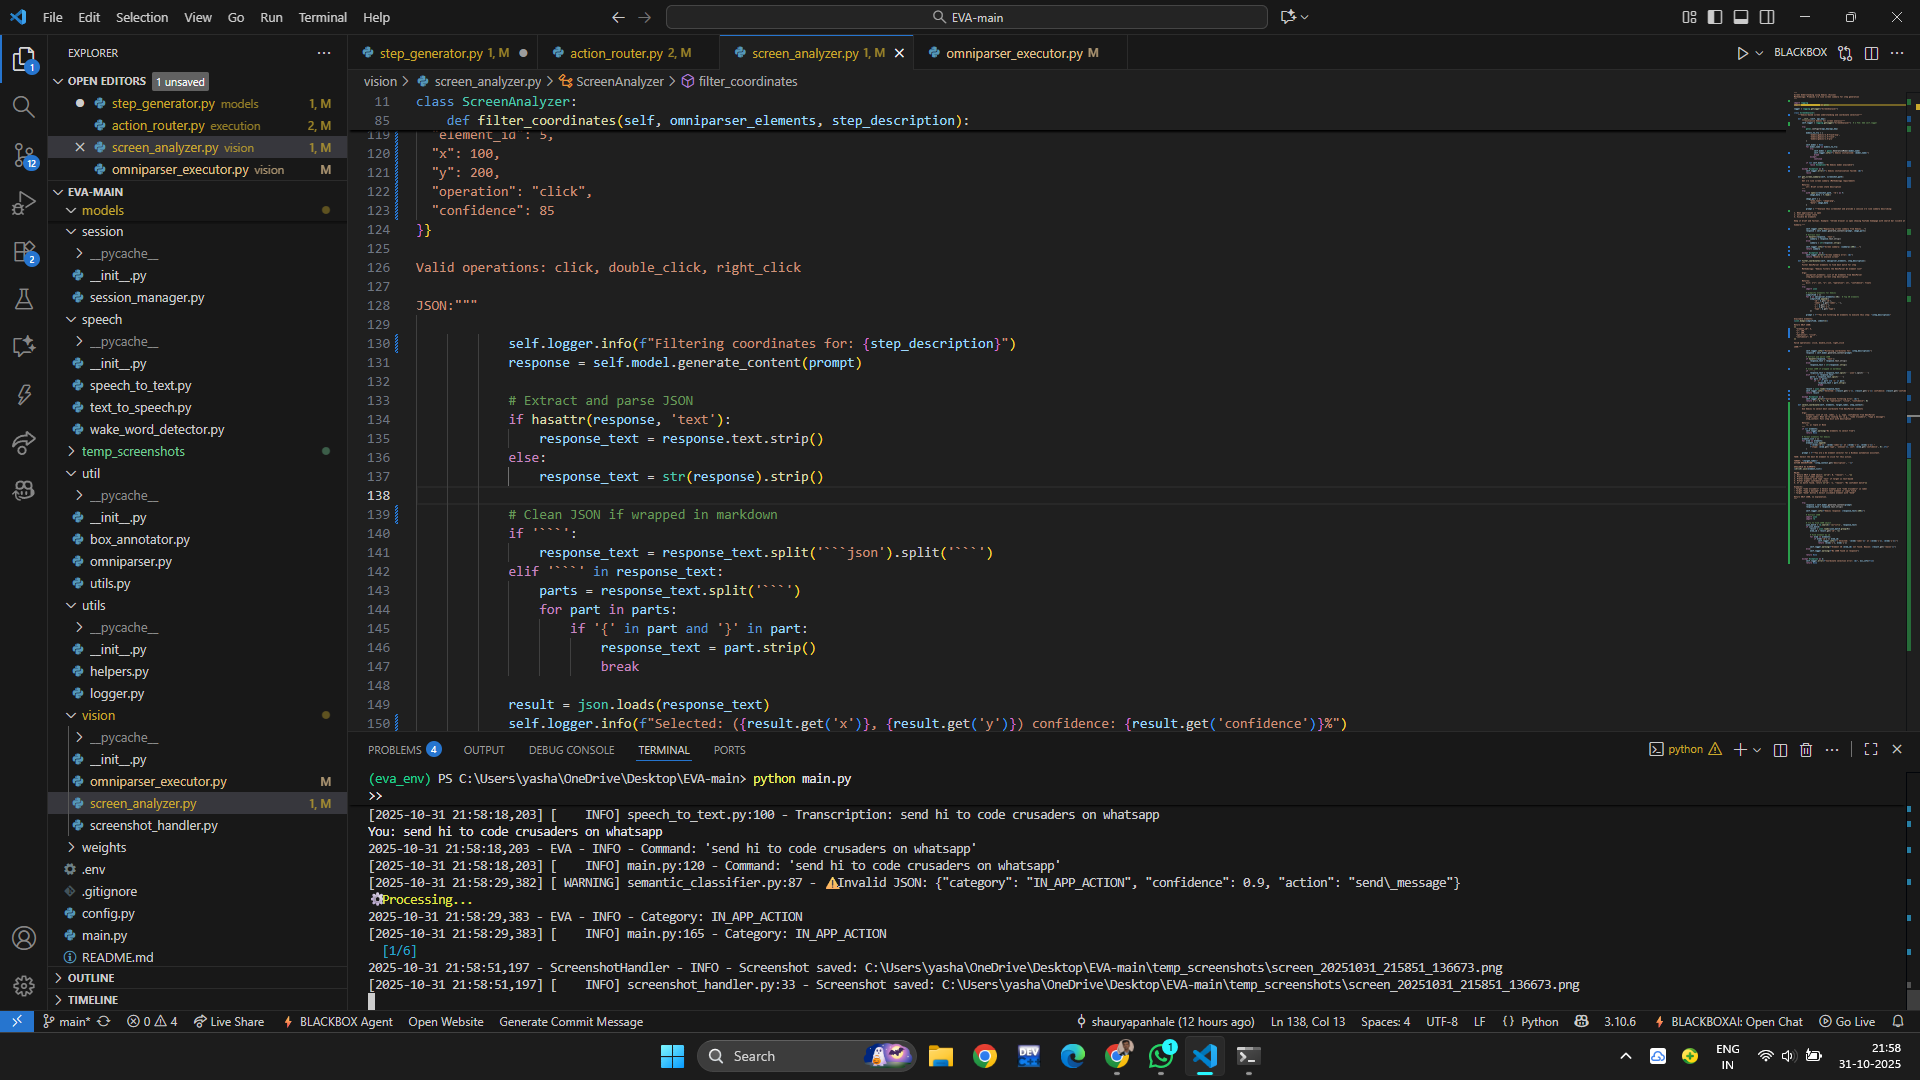 File Edit Selection View Go Run Terminal Help
EVA-main
EXPLORER
OPEN EDITORS 1 unsaved
step_generator.py models 1, M
action_router.py execution 2, M
screen_analyzer.py vision 1, M
omniparser_executor.py vision M
EVA-MAIN
models
session
__pycache__
__init__.py
session_manager.py
speech
__pycache__
__init__.py
speech_to_text.py
text_to_speech.py
wake_word_detector.py
temp_screenshots
util
__pycache__
__init__.py
box_annotator.py
omniparser.py
utils.py
utils
__pycache__
__init__.py
helpers.py
logger.py
vision
__pycache__
__init__.py
omniparser_executor.py M
screen_analyzer.py 1, M
screenshot_handler.py
weights
.env
.gitignore
config.py
main.py
README.md
OUTLINE
TIMELINE
1
12
2
step_generator.py 1, M
action_router.py 2, M
screen_analyzer.py 1, M
omniparser_executor.py M
BLACKBOX
vision > screen_analyzer.py > ScreenAnalyzer > filter_coordinates
11 class ScreenAnalyzer:
85 def filter_coordinates(self, omniparser_elements, step_description):
119 "element_id": 5,
120 "x": 100,
121 "y": 200,
122 "operation": "click",
123 "confidence": 85
124 }}
125
126 Valid operations: click, double_click, right_click
127
128 JSON:"""
129
130 self.logger.info(f"Filtering coordinates for: {step_description}")
131 response = self.model.generate_content(prompt)
132
133 # Extract and parse JSON
134 if hasattr(response, 'text'):
135 response_text = response.text.strip()
136 else:
137 response_text = str(response).strip()
138
139 # Clean JSON if wrapped in markdown
140 if '```':
141 response_text = response_text.split('```json').split('```')
142 elif '```' in response_text:
143 parts = response_text.split('```')
144 for part in parts:
145 if '{' in part and '}' in part:
146 response_text = part.strip()
147 break
148
149 result = json.loads(response_text)
150 self.logger.info(f"Selected: ({result.get('x')}, {result.get('y')}) confidence: {result.get('confidence')}%")
PROBLEMS 4 OUTPUT DEBUG CONSOLE TERMINAL PORTS
python
(eva_env) PS C:\Users\yasha\OneDrive\Desktop\EVA-main> python main.py
>>
[2025-10-31 21:58:18,203] [ INFO] speech_to_text.py:100 - Transcription: send hi to code crusaders on whatsapp
You: send hi to code crusaders on whatsapp
2025-10-31 21:58:18,203 - EVA - INFO - Command: 'send hi to code crusaders on whatsapp'
[2025-10-31 21:58:18,203] [ INFO] main.py:120 - Command: 'send hi to code crusaders on whatsapp'
[2025-10-31 21:58:29,382] [ WARNING] semantic_classifier.py:87 - ⚠️Invalid JSON: {"category": "IN_APP_ACTION", "confidence": 0.9, "action": "send\_message"}
⚙️Processing...
2025-10-31 21:58:29,383 - EVA - INFO - Category: IN_APP_ACTION
[2025-10-31 21:58:29,383] [ INFO] main.py:165 - Category: IN_APP_ACTION
[1/6]
2025-10-31 21:58:51,197 - ScreenshotHandler - INFO - Screenshot saved: C:\Users\yasha\OneDrive\Desktop\EVA-main\temp_screenshots\screen_20251031_215851_136673.png
[2025-10-31 21:58:51,197] [ INFO] screenshot_handler.py:33 - Screenshot saved: C:\Users\yasha\OneDrive\Desktop\EVA-main\temp_screenshots\screen_20251031_215851_136673.png
main* 0 4 Live Share BLACKBOX Agent Open Website Generate Commit Message shauryapanhale (12 hours ago) Ln 138, Col 13 Spaces: 4 UTF-8 LF {} Python 3.10.6 BLACKBOXAI: Open Chat Go Live
Search
DEV
1
ENG
IN
21:58
31-10-2025